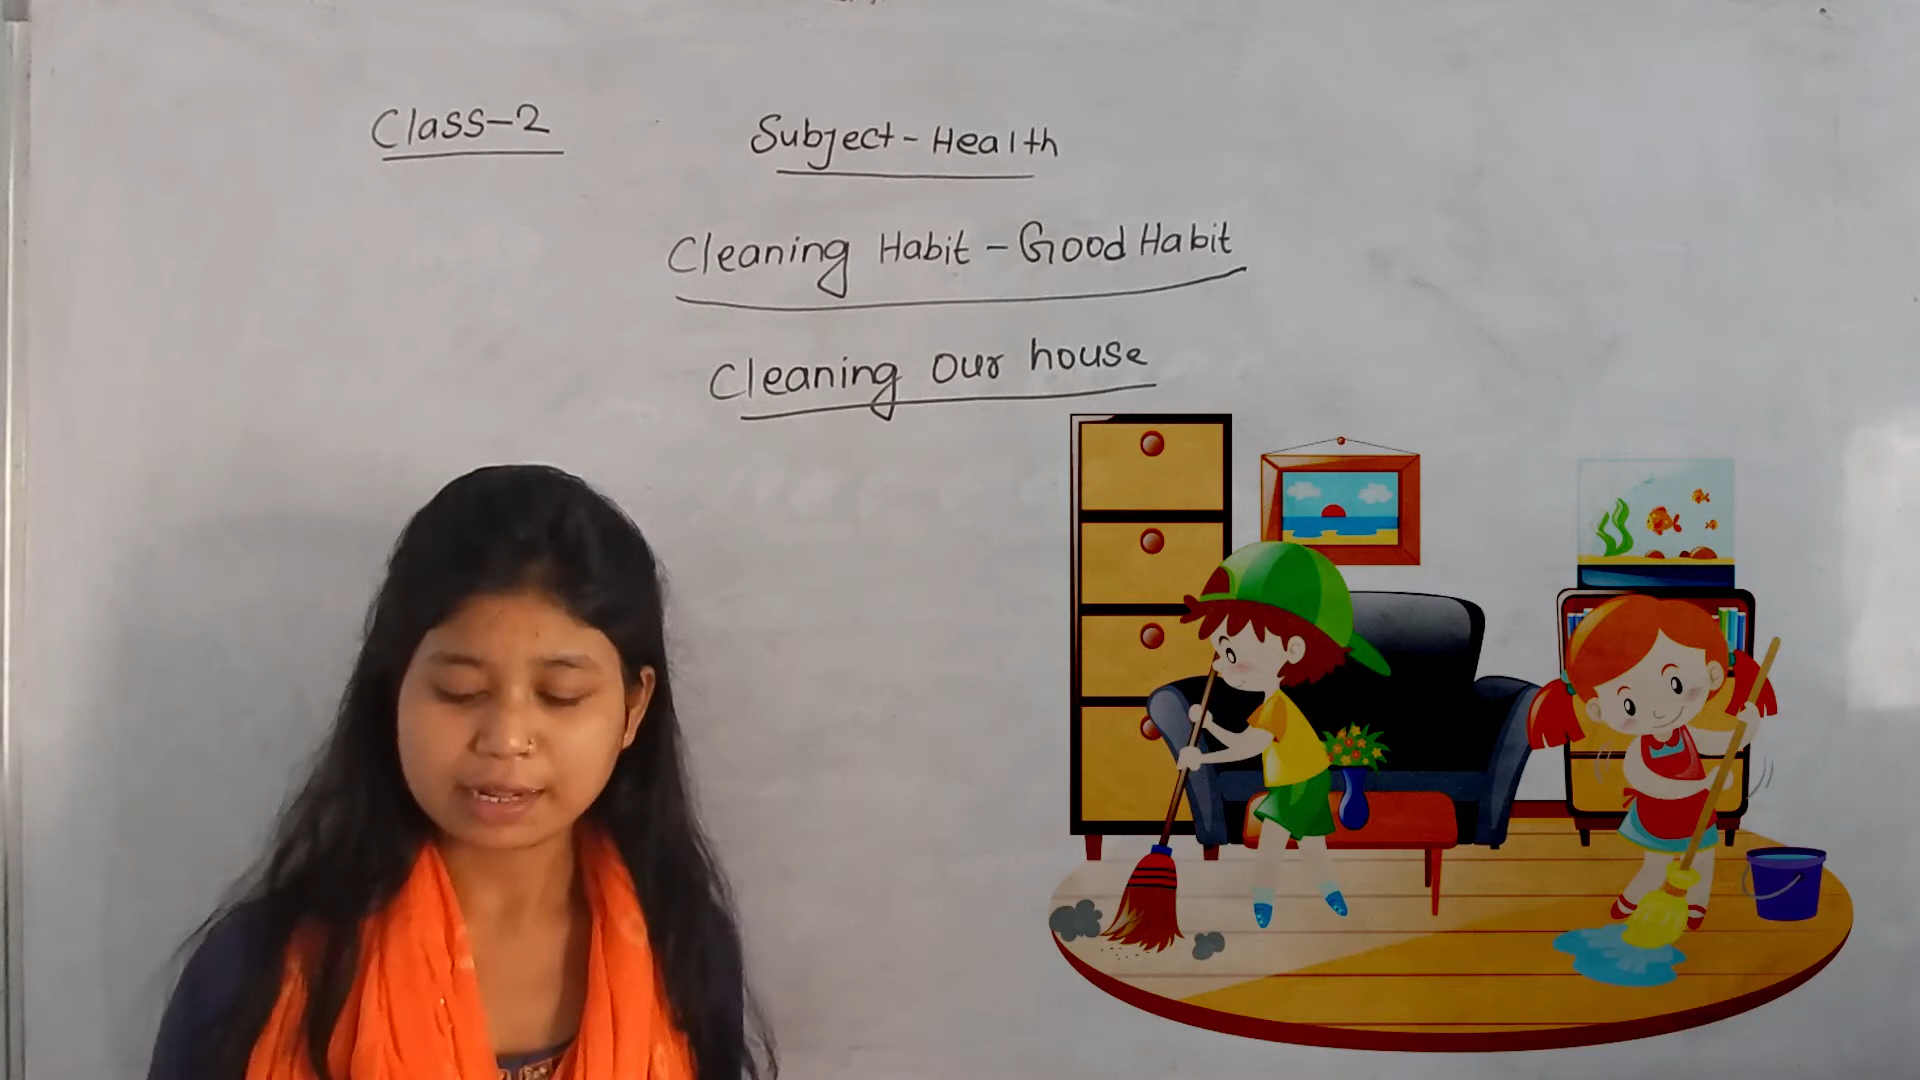 Class-2
Subject-Health
Cleaning Habit - Good Habit
Cleaning our house